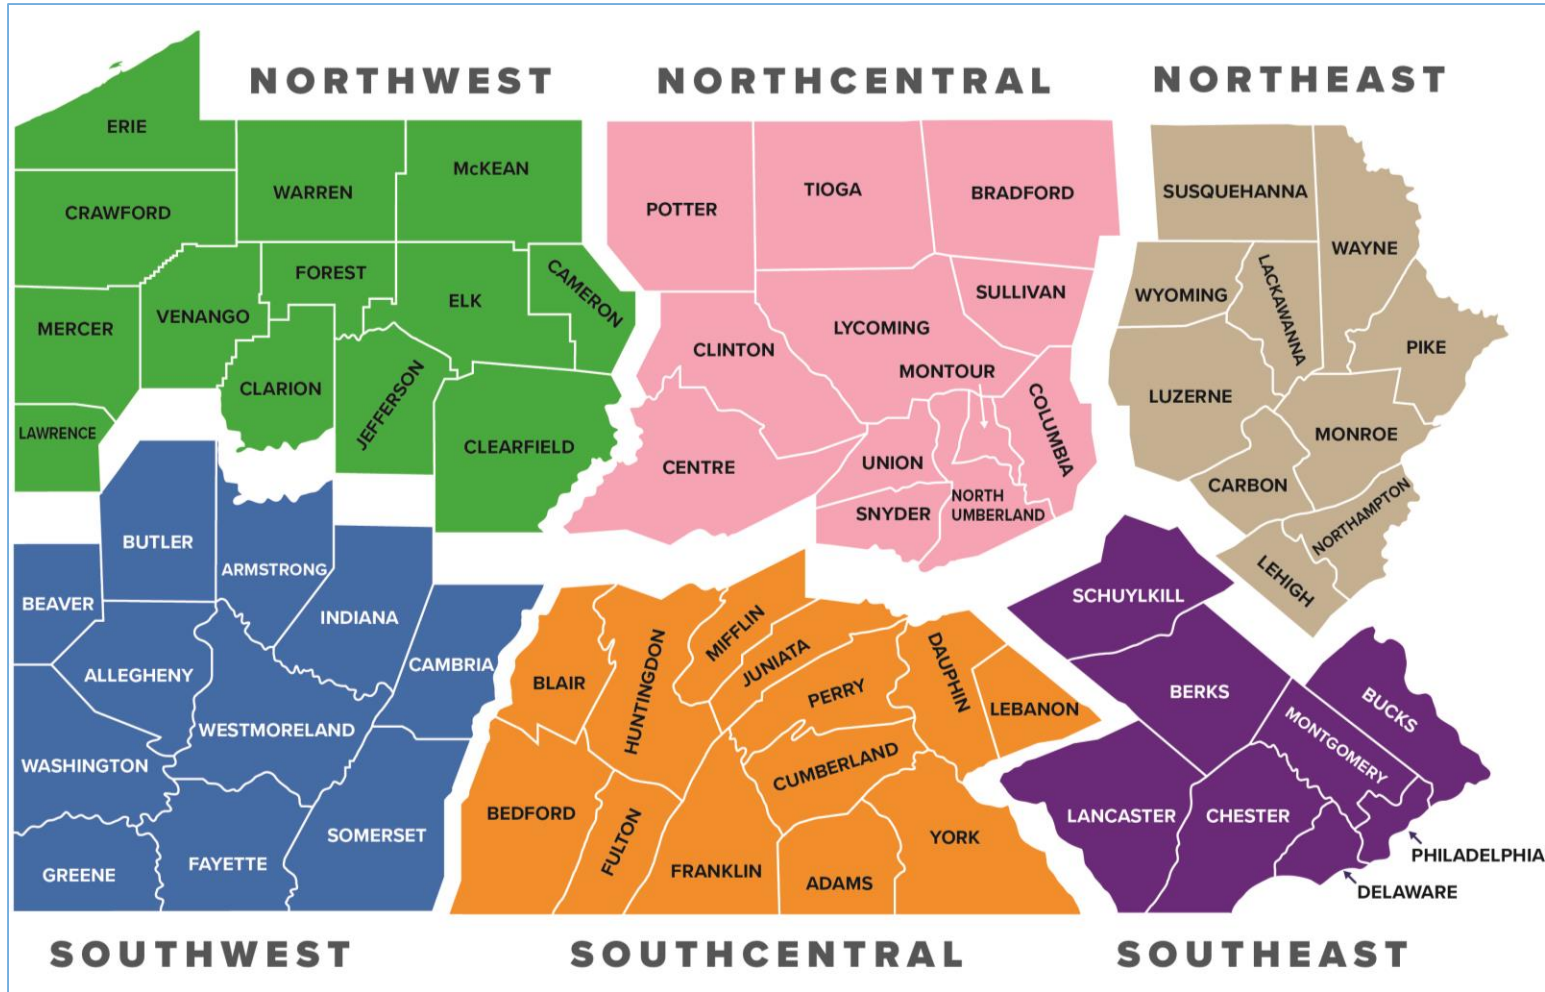 NORTHWEST
NORTHCENTRAL
NORTHEAST
ERIE
CRAWFORD
WARREN
McKEAN
MERCER
VENANGO
FOREST
ELK
CAMERON
LAWRENCE
CLARION
JEFFERSON
CLEARFIELD
POTTER
TIOGA
BRADFORD
CLINTON
LYCOMING
SULLIVAN
MONTOUR
COLUMBIA
CENTRE
UNION
SNYDER
NORTH
UMBERLAND
SUSQUEHANNA
WAYNE
WYOMING
LACKAWANNA
PIKE
LUZERNE
MONROE
CARBON
NORTHAMPTON
LEHIGH
BUTLER
ARMSTRONG
BEAVER
INDIANA
ALLEGHENY
CAMBRIA
WESTMORELAND
WASHINGTON
GREENE
FAYETTE
SOMERSET
BLAIR
HUNTINGDON
MIFFLIN
JUNIATA
PERRY
DAUPHIN
LEBANON
CUMBERLAND
BEDFORD
FULTON
FRANKLIN
ADAMS
YORK
SCHUYLKILL
BERKS
BUCKS
MONTGOMERY
LANCASTER
CHESTER
PHILADELPHIA
DELAWARE
SOUTHWEST
SOUTHCENTRAL
SOUTHEAST